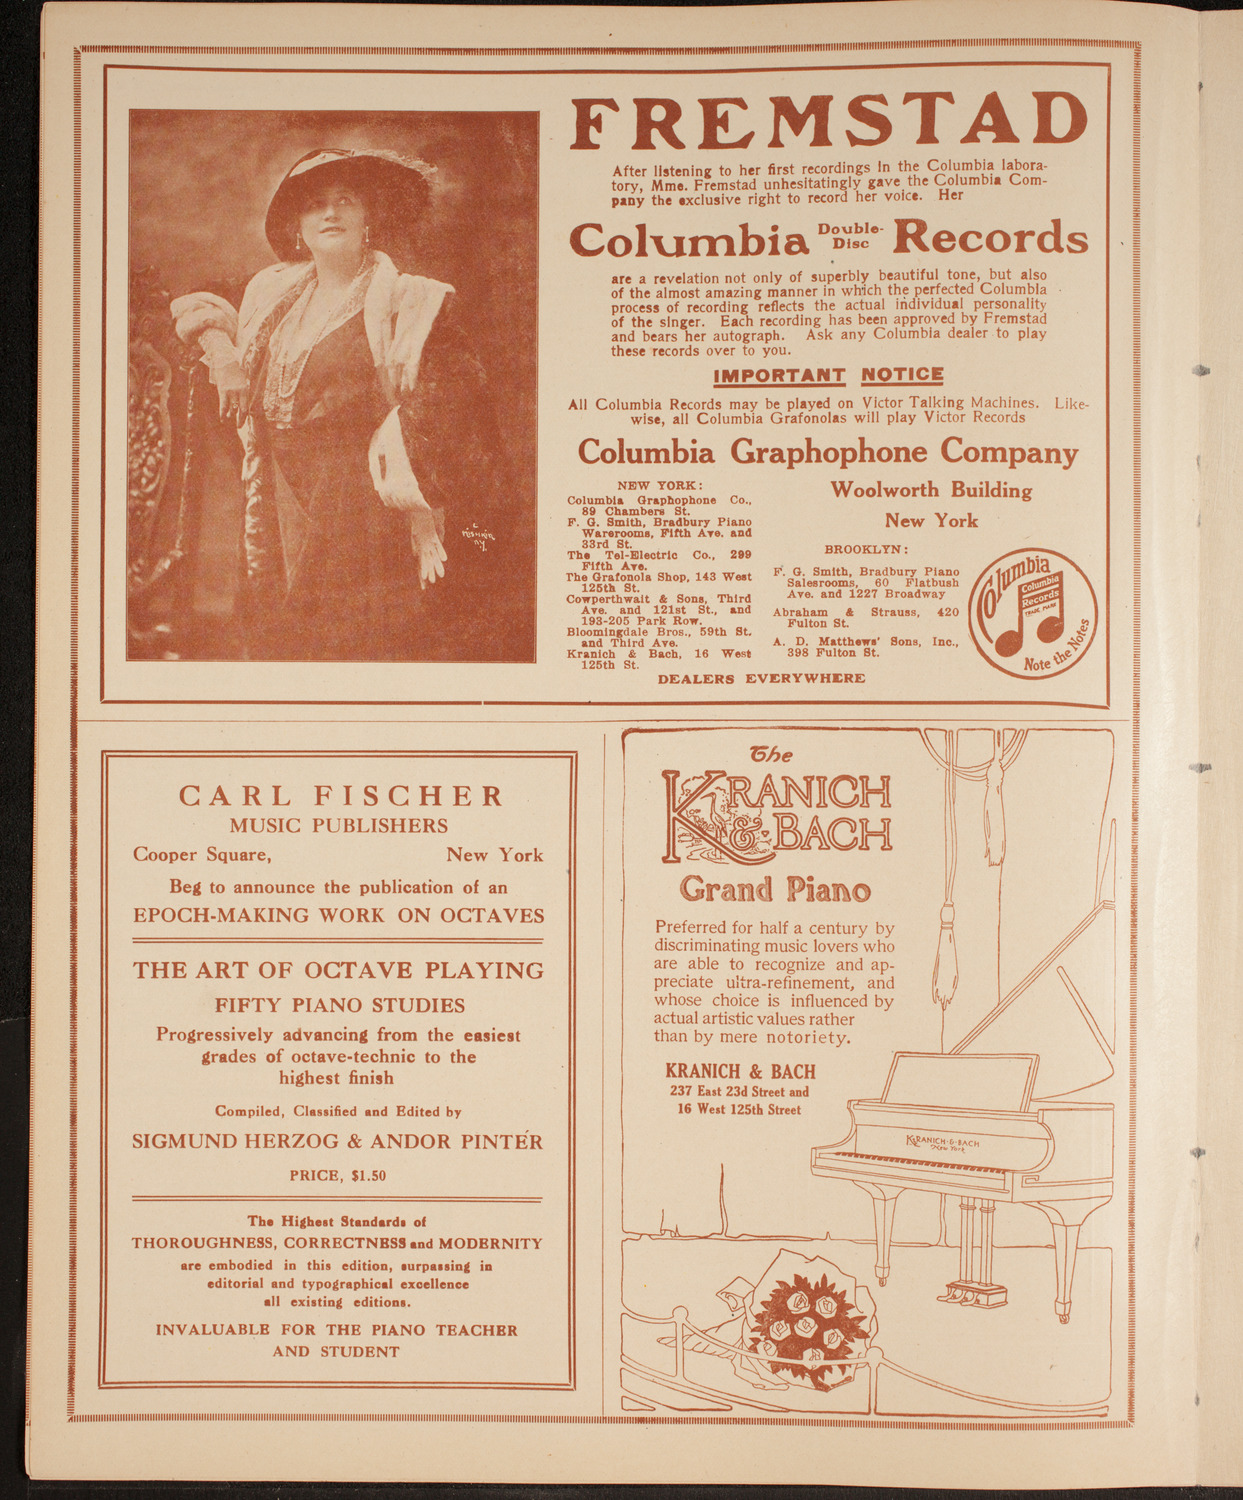 FREMSTAD
After listening to her first recordings in the Columbia labora-
tory, Mme. Fremstad unhesitatingly gave the Columbia Com-
pany the exclusive right to record her voice. Her
Columbia Double-Disc Records
are a revelation not only of superbly beautiful tone, but also
of the almost amazing manner in which the perfected Columbia
process of recording reflects the actual individual personality
of the singer. Each recording has been approved by Fremstad
and bears her autograph. Ask any Columbia dealer to play
these records over to you.
IMPORTANT NOTICE
All Columbia Records may be played on Victor Talking Machines. Like-
wise, all Columbia Grafonolas will play Victor Records
Columbia Graphophone Company
Woolworth Building
New York
NEW YORK:
Columbia Graphophone Co.,
89 Chambers St.
F. G. Smith, Bradbury Piano
Warerooms, Fifth Ave. and
33rd St.
The Tel-Electric Co., 299
Fifth Ave.
The Grafonola Shop, 143 West
125th St.
Cowperthwait & Sons, Third
Ave. and 121st St., and
193-205 Park Row.
Bloomingdale Bros., 59th St.
and Third Ave.
Kranich & Bach, 16 West
125th St.
BROOKLYN:
F. G. Smith, Bradbury Piano
Salesrooms, 60 Flatbush
Ave. and 1227 Broadway
Abraham & Strauss, 420
Fulton St.
A. D. Matthews' Sons, Inc.,
398 Fulton St.
Columbia
Columbia
Records
TRADE MARK
Note the Notes
DEALERS EVERYWHERE
CARL FISCHER
MUSIC PUBLISHERS
Cooper Square, New York
Beg to announce the publication of an
EPOCH-MAKING WORK ON OCTAVES
THE ART OF OCTAVE PLAYING
FIFTY PIANO STUDIES
Progressively advancing from the easiest
grades of octave-technic to the
highest finish
Compiled, Classified and Edited by
SIGMUND HERZOG & ANDOR PINTÉR
PRICE, $1.50
The Highest Standards of
THOROUGHNESS, CORRECTNESS and MODERNITY
are embodied in this edition, surpassing in
editorial and typographical excellence
all existing editions.
INVALUABLE FOR THE PIANO TEACHER
AND STUDENT
The
KRANICH
& BACH
Grand Piano
Preferred for half a century by
discriminating music lovers who
are able to recognize and ap-
preciate ultra-refinement, and
whose choice is influenced by
actual artistic values rather
than by mere notoriety.
KRANICH & BACH
237 East 23d Street and
16 West 125th Street
KRANICH & BACH
New York